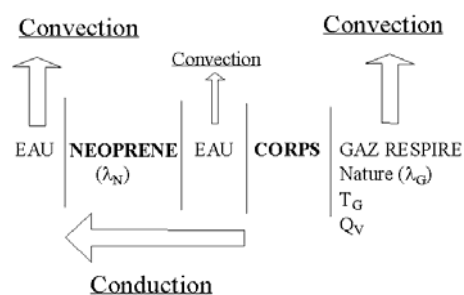 Convection
Convection
Convection
EAU
NEOPRENE
(λN)
EAU
CORPS
GAZ RESPIRE
Nature (λG)
TG
QV
Conduction